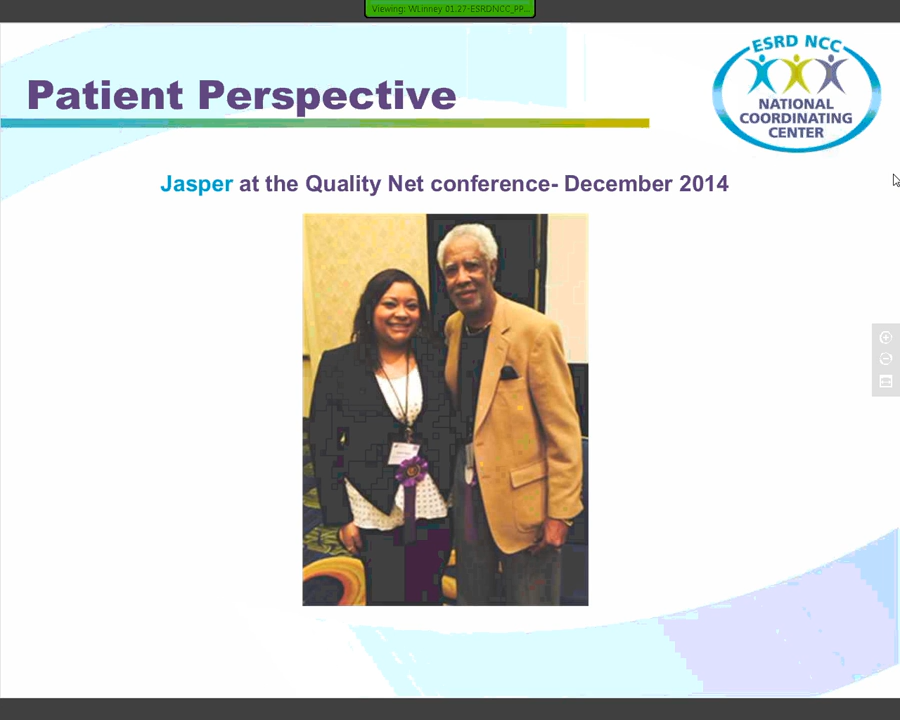 Viewing: WLinney 01.27-ESRDNCC_PP...
Patient Perspective
ESRD NCC
NATIONAL
COORDINATING
CENTER
Jasper at the Quality Net conference- December 2014